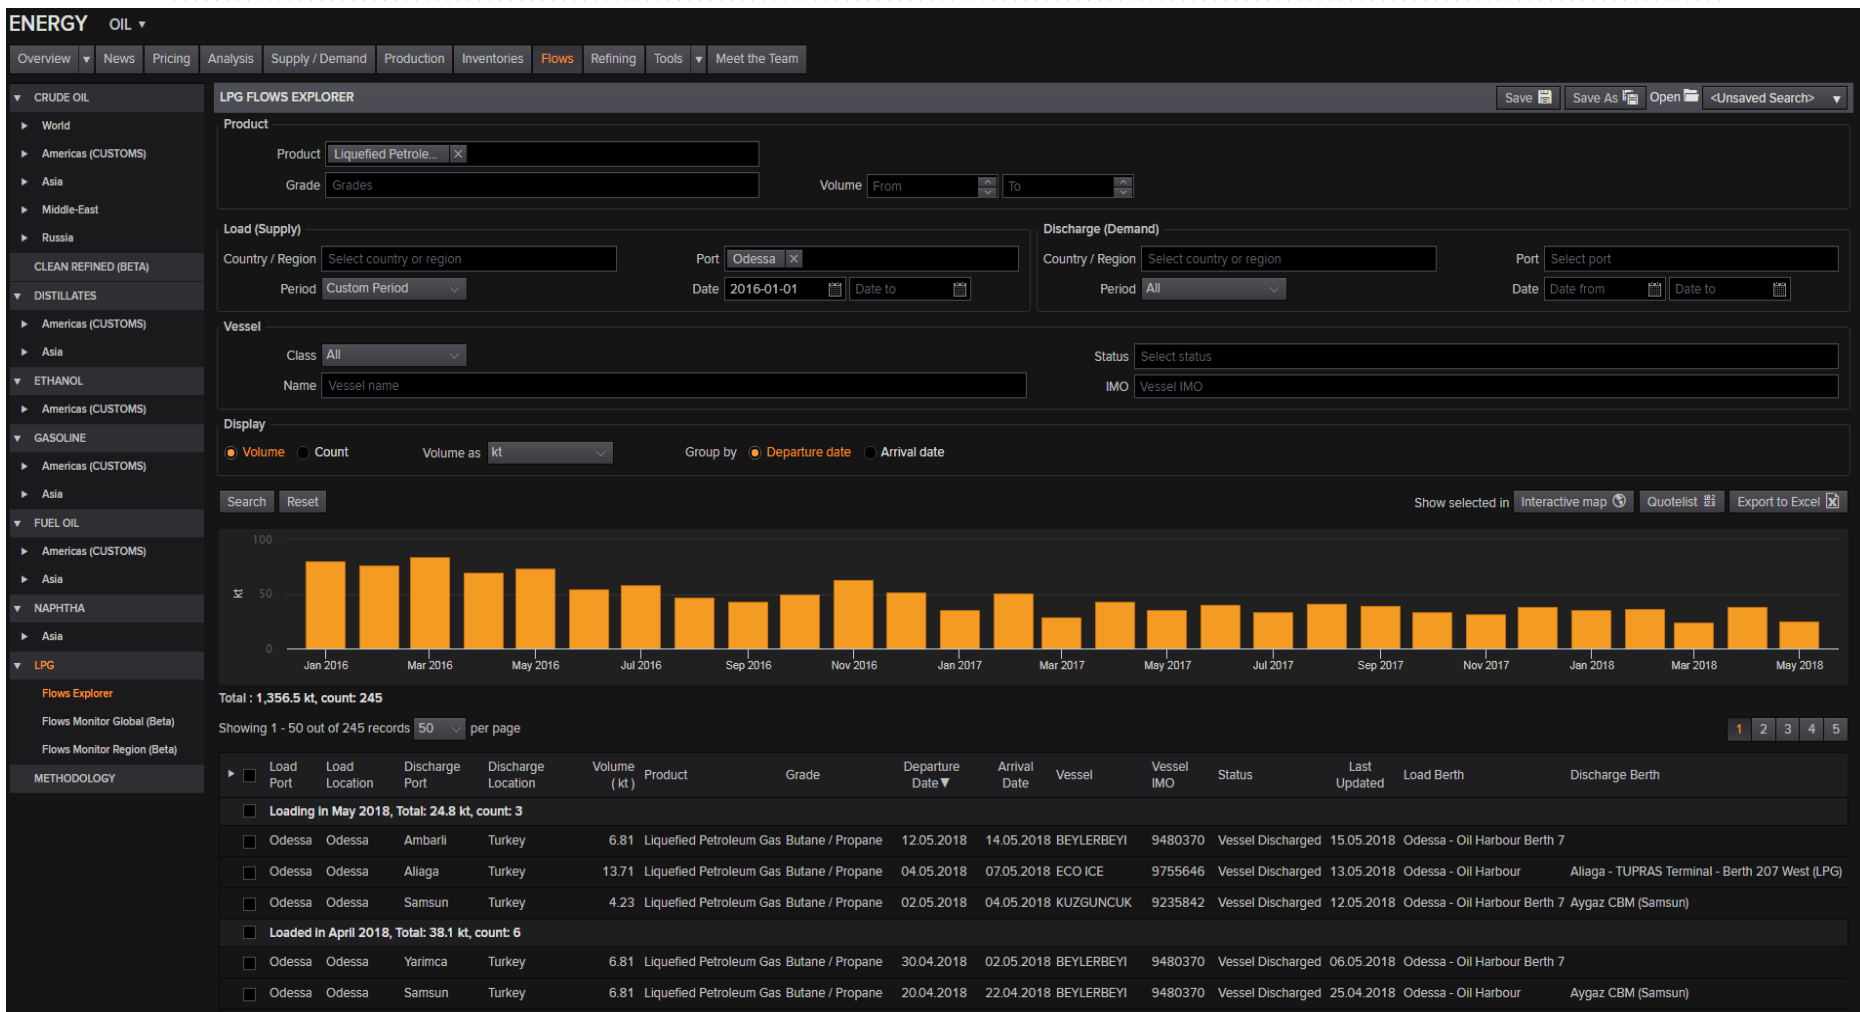 ENERGY OIL ▼
Overview ▼ News Pricing Analysis Supply / Demand Production Inventories Flows Refining Tools ▼ Meet the Team
▼ CRUDE OIL
► World
► Americas (CUSTOMS)
► Asia
► Middle-East
► Russia
CLEAN REFINED (BETA)
▼ DISTILLATES
► Americas (CUSTOMS)
► Asia
▼ ETHANOL
► Americas (CUSTOMS)
▼ GASOLINE
► Americas (CUSTOMS)
► Asia
▼ FUEL OIL
► Americas (CUSTOMS)
► Asia
▼ NAPHTHA
► Asia
▼ LPG
Flows Explorer
Flows Monitor Global (Beta)
Flows Monitor Region (Beta)
METHODOLOGY
LPG FLOWS EXPLORER Save Save As Open <Unsaved Search> ▼
Product
Product Liquefied Petrole... ×
Grade Grades Volume From To
Load (Supply) Discharge (Demand)
Country / Region Select country or region Port Odessa × Country / Region Select country or region Port Select port
Period Custom Period Date 2016-01-01 Date to Period All Date Date from Date to
Vessel
Class All Status Select status
Name Vessel name IMO Vessel IMO
Display
Volume Count Volume as kt Group by Departure date Arrival date
Search Reset Show selected in Interactive map Quotelist Export to Excel
100
kt 50
0
Jan 2016 Mar 2016 May 2016 Jul 2016 Sep 2016 Nov 2016 Jan 2017 Mar 2017 May 2017 Jul 2017 Sep 2017 Nov 2017 Jan 2018 Mar 2018 May 2018
Total : 1,356.5 kt, count: 245
Showing 1 - 50 out of 245 records 50 per page 1 2 3 4 5
Load Port Load Location Discharge Port Discharge Location Volume ( kt ) Product Grade Departure Date▼ Arrival Date Vessel Vessel IMO Status Last Updated Load Berth Discharge Berth
Loading in May 2018, Total: 24.8 kt, count: 3
Odessa Odessa Ambarli Turkey 6.81 Liquefied Petroleum Gas Butane / Propane 12.05.2018 14.05.2018 BEYLERBEYI 9480370 Vessel Discharged 15.05.2018 Odessa - Oil Harbour Berth 7
Odessa Odessa Aliaga Turkey 13.71 Liquefied Petroleum Gas Butane / Propane 04.05.2018 07.05.2018 ECO ICE 9755646 Vessel Discharged 13.05.2018 Odessa - Oil Harbour Aliaga - TUPRAS Terminal - Berth 207 West (LPG)
Odessa Odessa Samsun Turkey 4.23 Liquefied Petroleum Gas Butane / Propane 02.05.2018 04.05.2018 KUZGUNCUK 9235842 Vessel Discharged 12.05.2018 Odessa - Oil Harbour Berth 7 Aygaz CBM (Samsun)
Loaded in April 2018, Total: 38.1 kt, count: 6
Odessa Odessa Yarimca Turkey 6.81 Liquefied Petroleum Gas Butane / Propane 30.04.2018 02.05.2018 BEYLERBEYI 9480370 Vessel Discharged 06.05.2018 Odessa - Oil Harbour Berth 7
Odessa Odessa Samsun Turkey 6.81 Liquefied Petroleum Gas Butane / Propane 20.04.2018 22.04.2018 BEYLERBEYI 9480370 Vessel Discharged 25.04.2018 Odessa - Oil Harbour Aygaz CBM (Samsun)